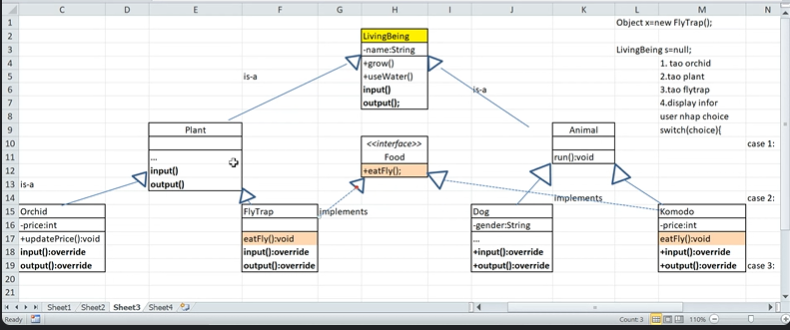 C D E F G H I J K L M N
1 Object x=new FlyTrap();
2 LivingBeing
3 -name:String LivingBeing s=null;
4 +grow() 1. tao orchid
5 is-a +useWater() 2.tao plant
6 input() is-a 3.tao flytrap
7 output(); 4.display infor
8 user nhap choice
9 Plant Animal switch(choice){
10 <<interface>> case 1:
11 ... Food run():void
12 input() +eatFly();
13 is-a output()
14 implements case 2:
15 Orchid FlyTrap implements Dog Komodo
16 -price:int -gender:String -price:int
17 +updatePrice():void eatFly():void ... eatFly():void
18 input():override input():override +input():override +input():override
19 output():override output():override +output():override +output():override case 3:
20
21
Sheet1 Sheet2 Sheet3 Sheet4
Ready Count: 3 110%